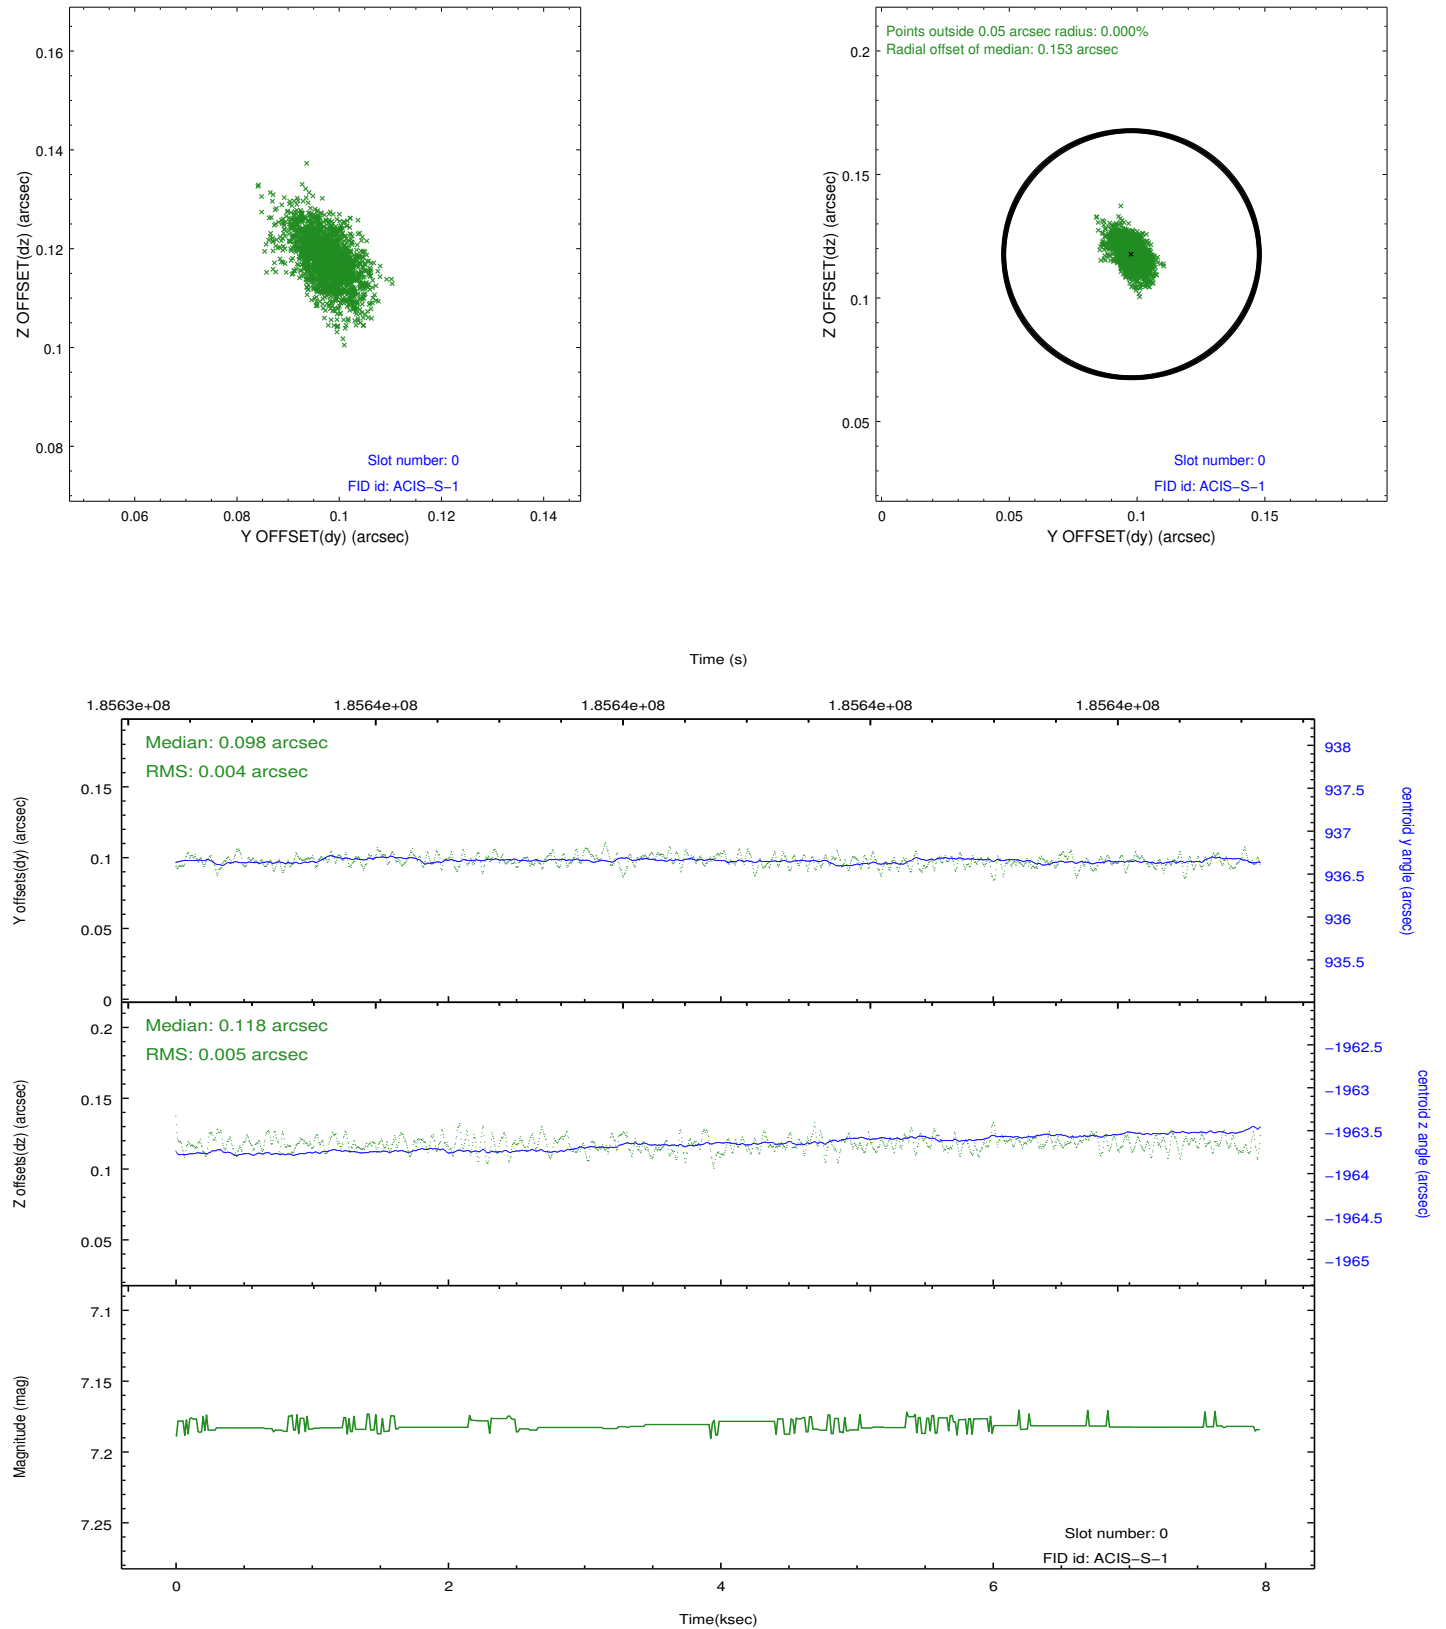 0.16
0.14
0.12
0.1
0.08
Z OFFSET(dz) (arcsec)
Slot number: 0
FID id: ACIS−S−1
0.06 0.08 0.1 0.12 0.14
Y OFFSET(dy) (arcsec)
Points outside 0.05 arcsec radius: 0.000%
Radial offset of median: 0.153 arcsec
0.2
0.15
0.1
0.05
Z OFFSET(dz) (arcsec)
Slot number: 0
FID id: ACIS−S−1
0 0.05 0.1 0.15
Y OFFSET(dy) (arcsec)
Time (s)
1.8563e+08 1.8564e+08 1.8564e+08 1.8564e+08 1.8564e+08
Median: 0.098 arcsec
RMS: 0.004 arcsec
0.15
0.1
0.05
0
Y offsets(dy) (arcsec)
938
937.5
937
936.5
936
935.5
centroid y angle (arcsec)
Median: 0.118 arcsec
RMS: 0.005 arcsec
0.2
0.15
0.1
0.05
Z offsets(dz) (arcsec)
−1962.5
−1963
−1963.5
−1964
−1964.5
−1965
centroid z angle (arcsec)
7.1
7.15
7.2
7.25
Magnitude (mag)
Slot number: 0
FID id: ACIS−S−1
0 2 4 6 8
Time(ksec)